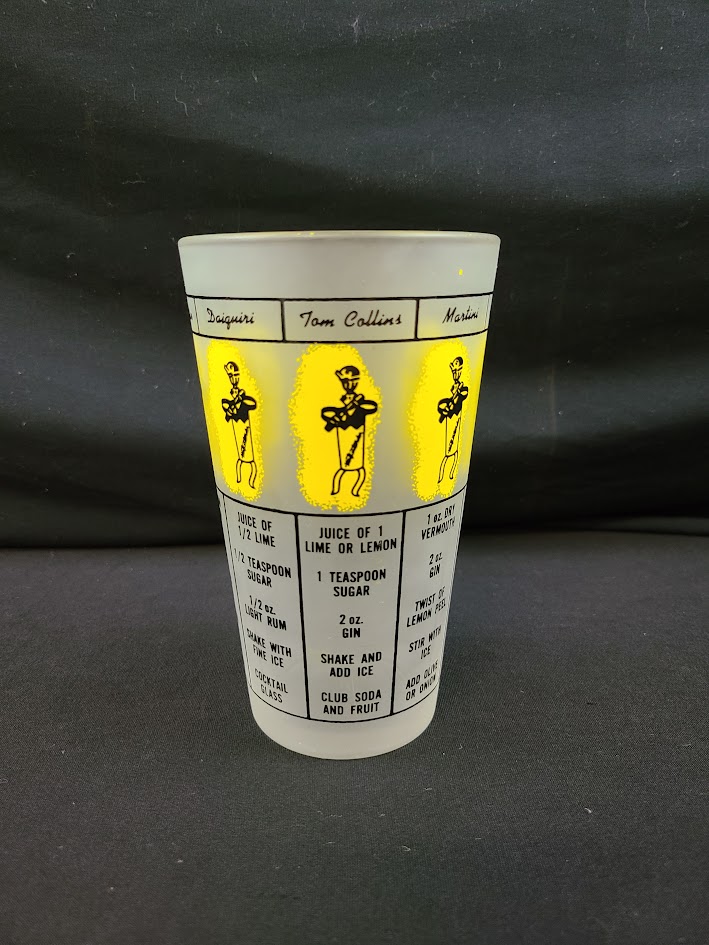 Daiquiri
Tom Collins
Martini
JUICE OF
1/2 LIME
1/2 TEASPOON
SUGAR
1/2 oz.
LIGHT RUM
SHAKE WITH
FINE ICE
COCKTAIL
GLASS
JUICE OF 1
LIME OR LEMON
1 TEASPOON
SUGAR
2 oz.
GIN
SHAKE AND
ADD ICE
CLUB SODA
AND FRUIT
1 oz. DRY
VERMOUTH
2 oz.
GIN
TWIST OF
LEMON PEEL
STIR WITH
ICE
ADD OLIVE
OR ONION